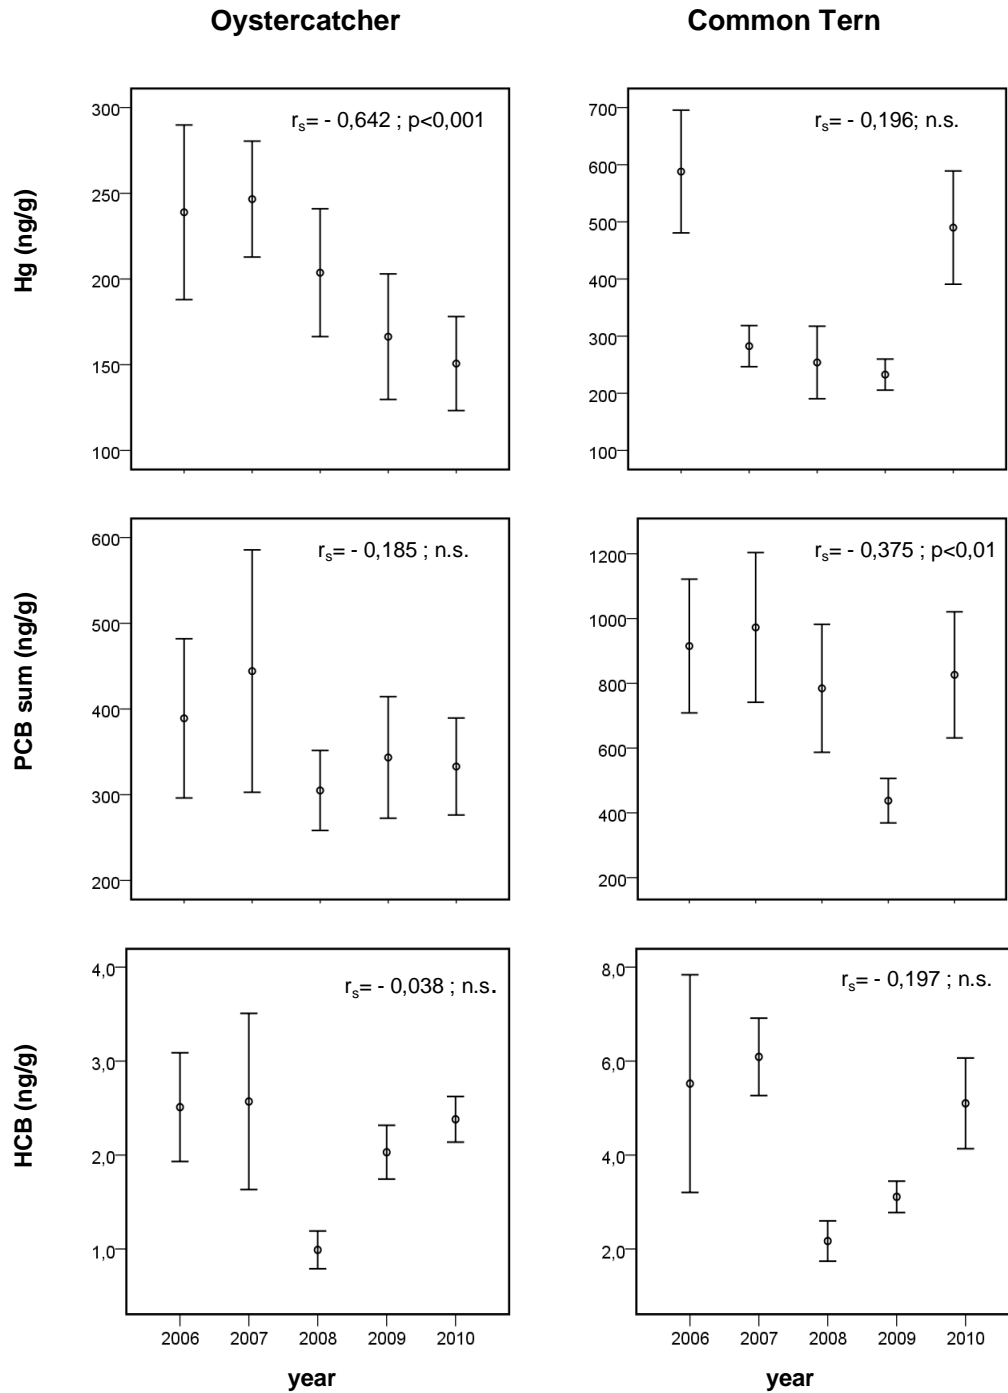 Oystercatcher
Common Tern
Hg (ng/g)
300
250
200
150
100
rs= - 0,642 ; p<0,001
700
600
500
400
300
200
100
rs= - 0,196; n.s.
PCB sum (ng/g)
600
500
400
300
200
rs= - 0,185 ; n.s.
1200
1000
800
600
400
200
rs= - 0,375 ; p<0,01
HCB (ng/g)
4,0
3,0
2,0
1,0
rs= - 0,038 ; n.s.
2006 2007 2008 2009 2010
year
8,0
6,0
4,0
2,0
rs= - 0,197 ; n.s.
2006 2007 2008 2009 2010
year